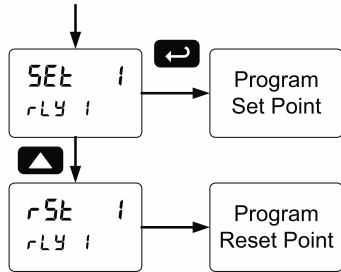 SEt 1
rLY 1
Program
Set Point
rSt 1
rLY 1
Program
Reset Point